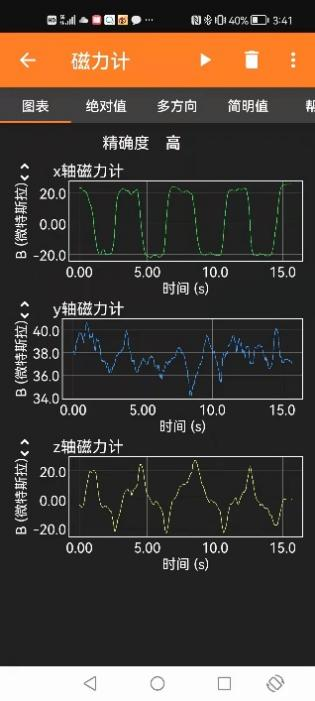 40% 3:41
磁力计
图表 绝对值 多方向 简明值 帮
精确度 高
x轴磁力计
B (微特斯拉)
20.0
0.00
-20.0
0.00 5.00 10.0 15.0
时间 (s)
y轴磁力计
B (微特斯拉)
40.0
38.0
36.0
34.0
0.00 5.00 10.0 15.0
时间 (s)
z轴磁力计
B (微特斯拉)
20.0
0.00
-20.0
0.00 5.00 10.0 15.0
时间 (s)